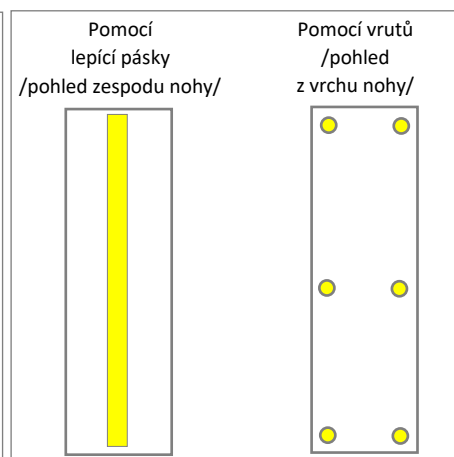 Pomocí
lepící pásky
/pohled zespodu nohy/
Pomocí vrutů
/pohled
z vrchu nohy/